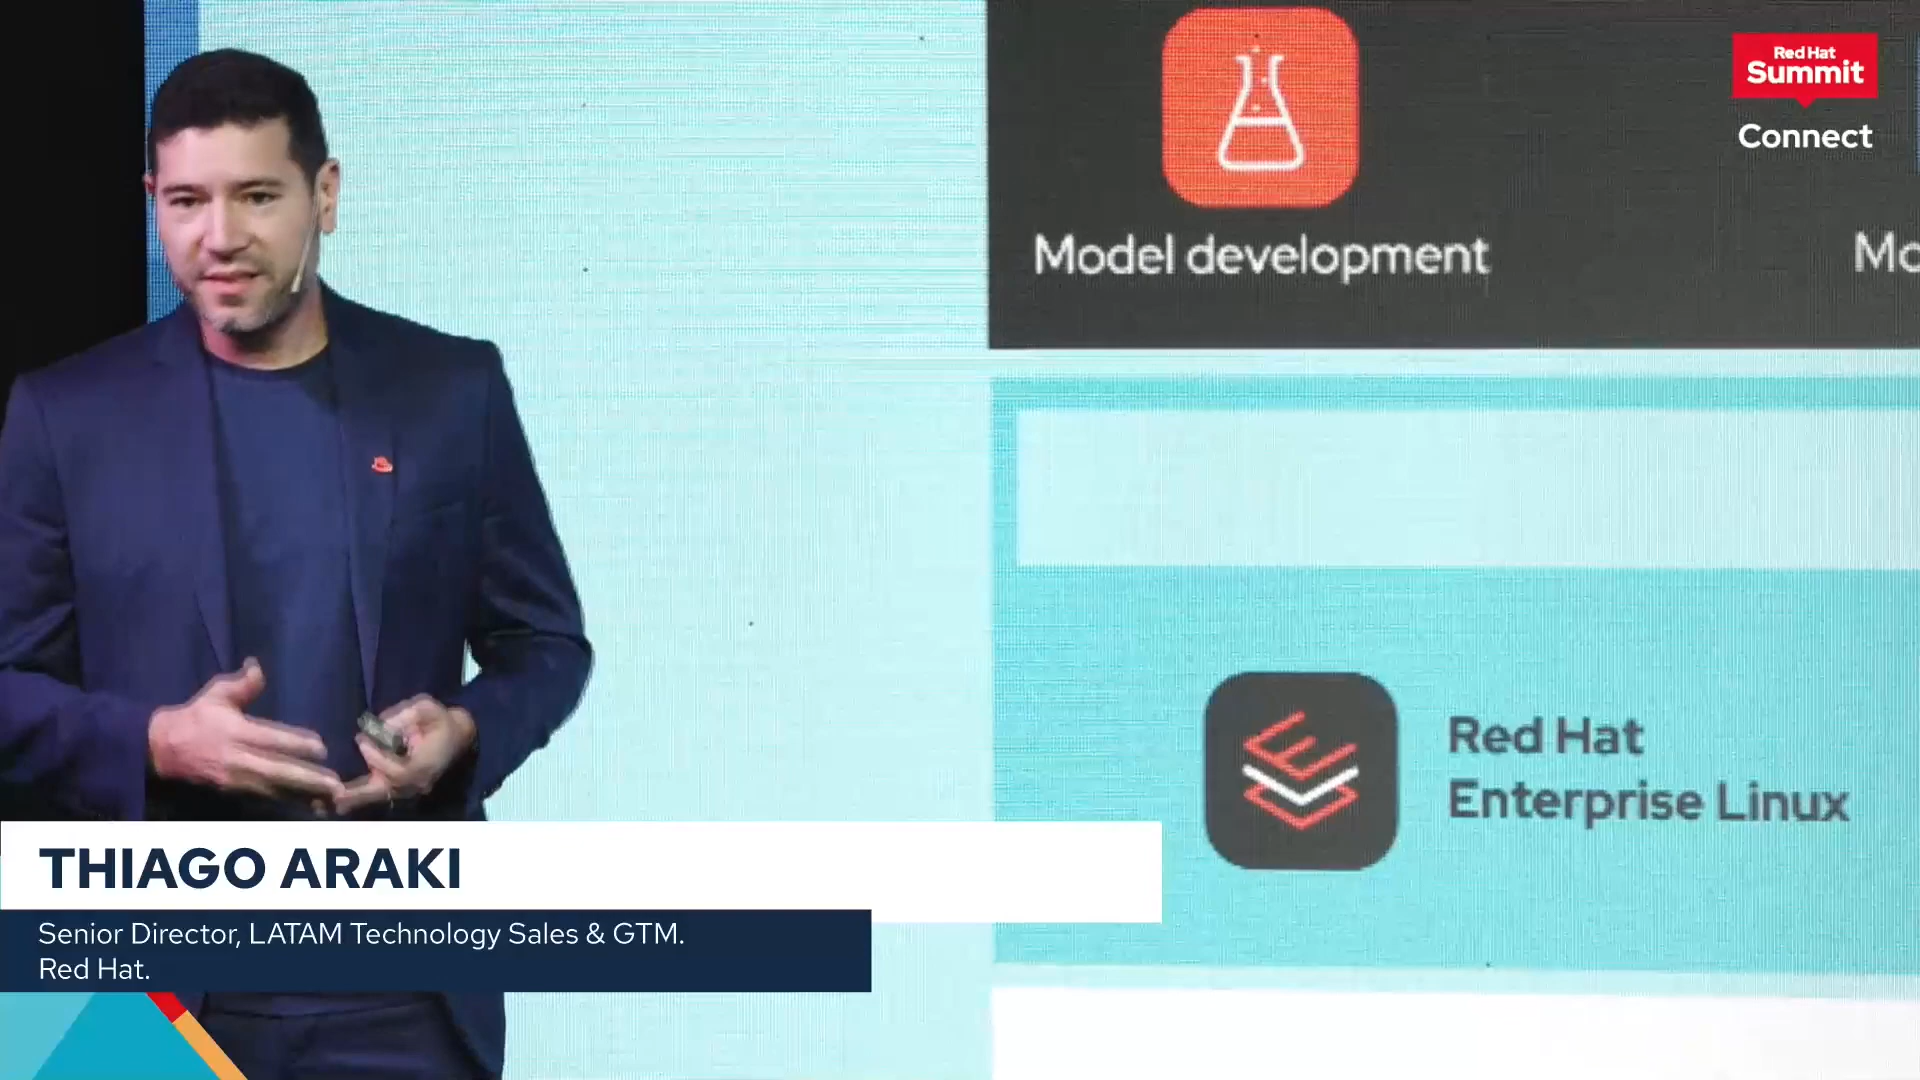 Red Hat
Summit
Connect
Model development
Red Hat
Enterprise Linux
THIAGO ARAKI
Senior Director, LATAM Technology Sales & GTM.
Red Hat.